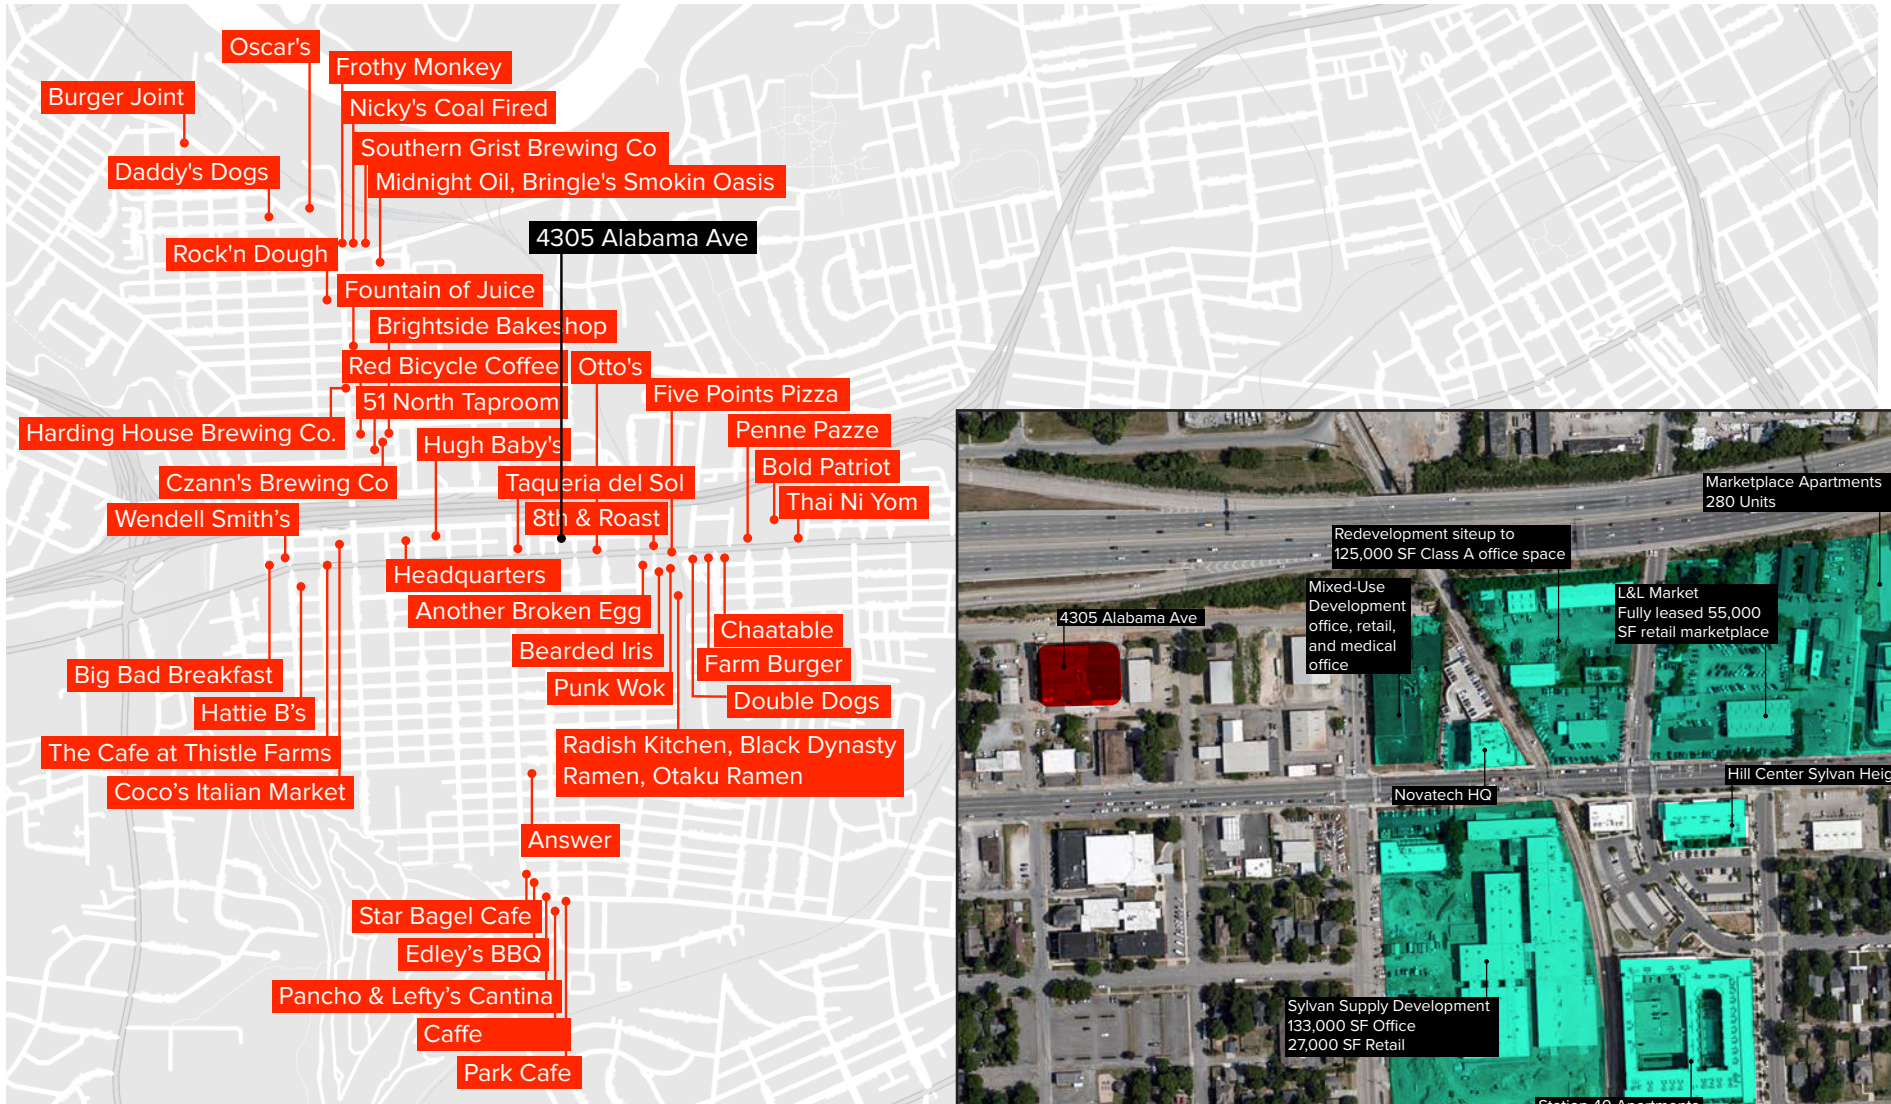 Oscar's
Frothy Monkey
Burger Joint
Nicky's Coal Fired
Southern Grist Brewing Co
Daddy's Dogs
Midnight Oil, Bringle's Smokin Oasis
4305 Alabama Ave
Rock'n Dough
Fountain of Juice
Brightside Bakeshop
Red Bicycle Coffee
Otto's
Five Points Pizza
51 North Taproom
Harding House Brewing Co.
Penne Pazze
Hugh Baby's
Bold Patriot
Czann's Brewing Co
Taqueria del Sol
Thai Ni Yom
Wendell Smith’s
8th & Roast
Headquarters
Another Broken Egg
Chaatable
Bearded Iris
Farm Burger
Big Bad Breakfast
Punk Wok
Double Dogs
Hattie B’s
The Cafe at Thistle Farms
Radish Kitchen, Black Dynasty
Ramen, Otaku Ramen
Coco’s Italian Market
Answer
Star Bagel Cafe
Edley’s BBQ
Pancho & Lefty’s Cantina
Caffe
Park Cafe
Marketplace Apartments
280 Units
Redevelopment siteup to
125,000 SF Class A office space
Mixed-Use
Development
office, retail,
and medical
office
L&L Market
Fully leased 55,000
SF retail marketplace
4305 Alabama Ave
Hill Center Sylvan Heig
Novatech HQ
Sylvan Supply Development
133,000 SF Office
27,000 SF Retail
Station 40 Apartments